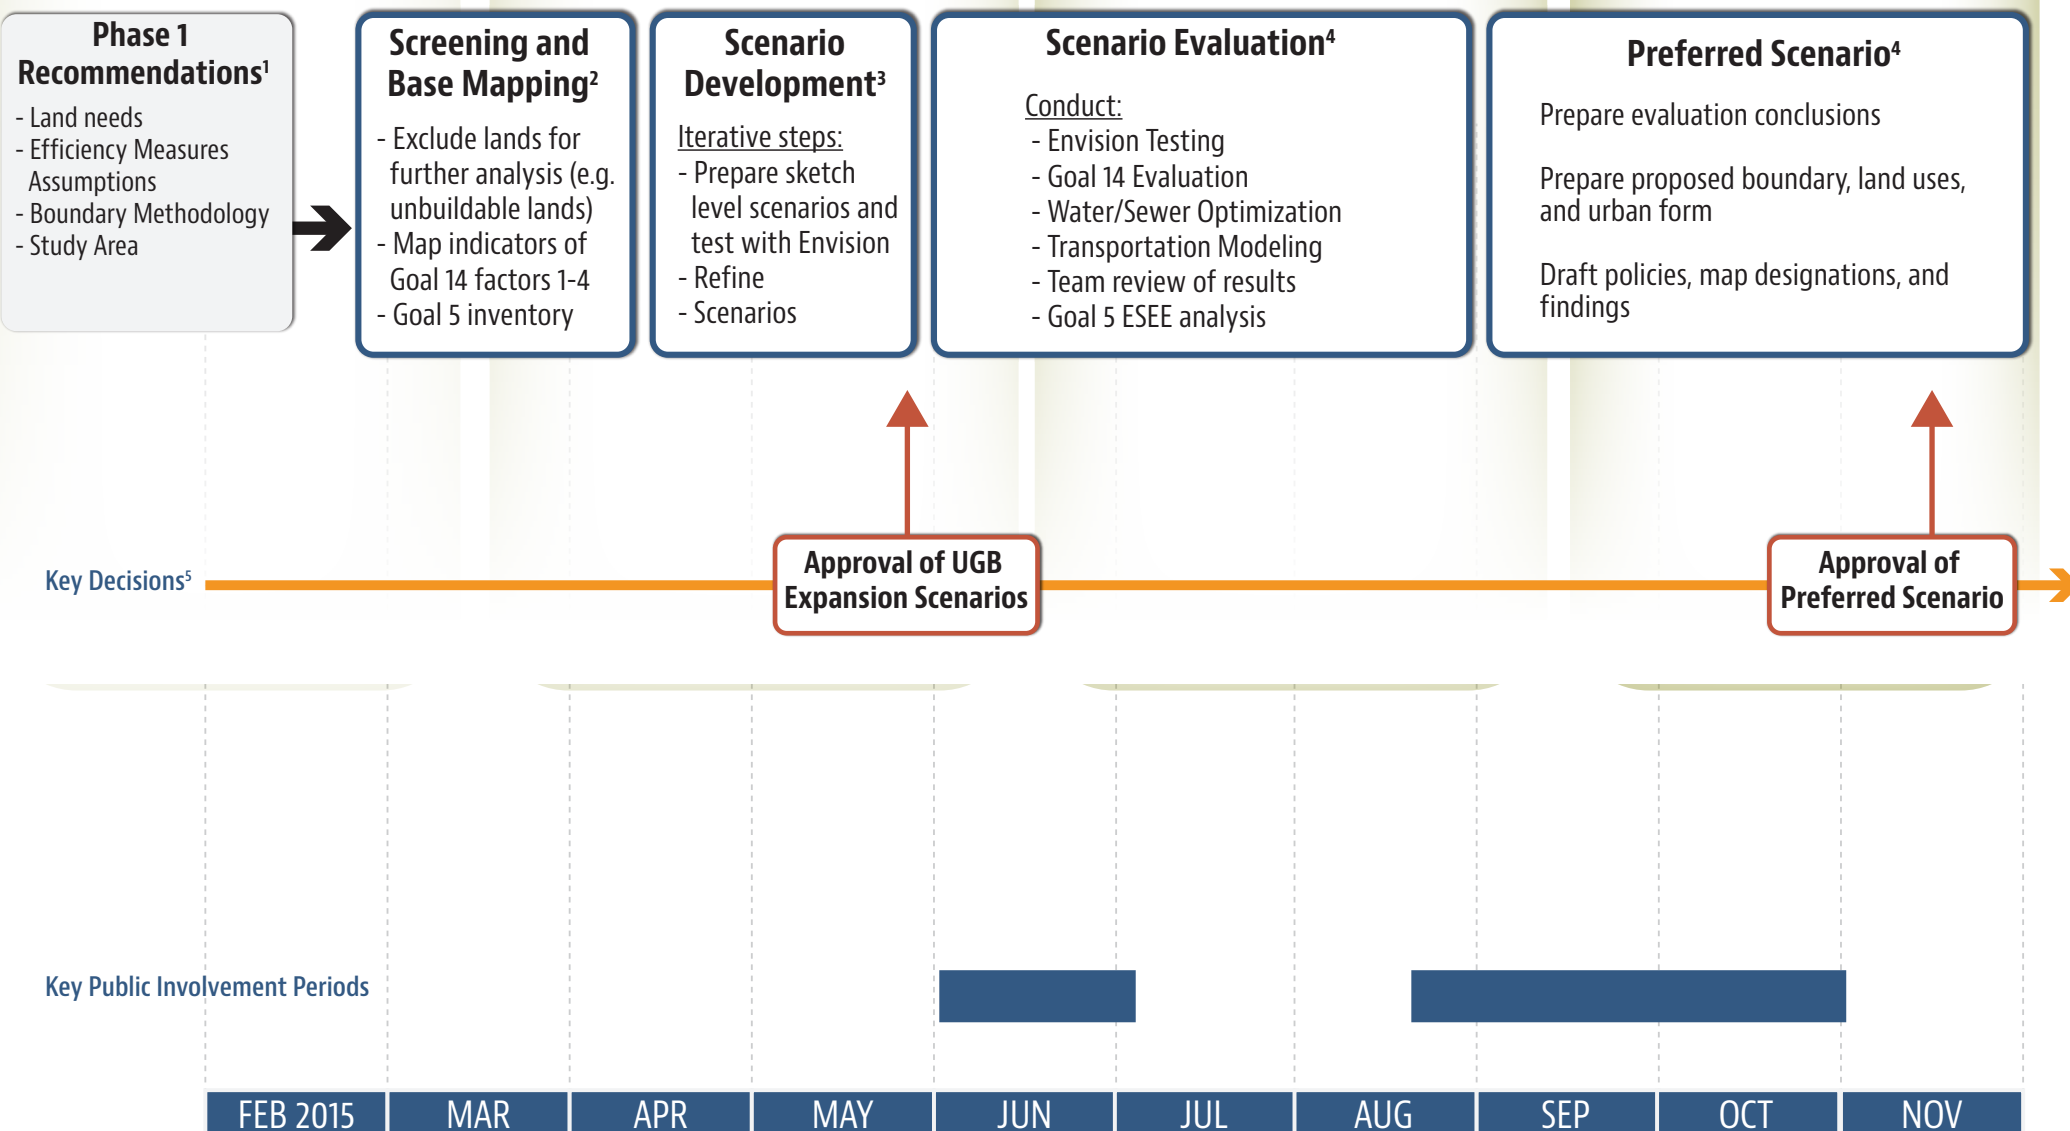 Phase 1
Recommendations¹
- Land needs
- Efficiency Measures
Assumptions
- Boundary Methodology
- Study Area
Screening and
Base Mapping²
- Exclude lands for
further analysis (e.g.
unbuildable lands)
- Map indicators of
Goal 14 factors 1-4
- Goal 5 inventory
Scenario
Development³
Iterative steps:
- Prepare sketch
level scenarios and
test with Envision
- Refine
- Scenarios
Scenario Evaluation⁴
Conduct:
- Envision Testing
- Goal 14 Evaluation
- Water/Sewer Optimization
- Transportation Modeling
- Team review of results
- Goal 5 ESEE analysis
Preferred Scenario⁴
Prepare evaluation conclusions
Prepare proposed boundary, land uses,
and urban form
Draft policies, map designations, and
findings
Key Decisions⁵
Approval of UGB
Expansion Scenarios
Approval of
Preferred Scenario
Key Public Involvement Periods
FEB 2015 MAR APR MAY JUN JUL AUG SEP OCT NOV